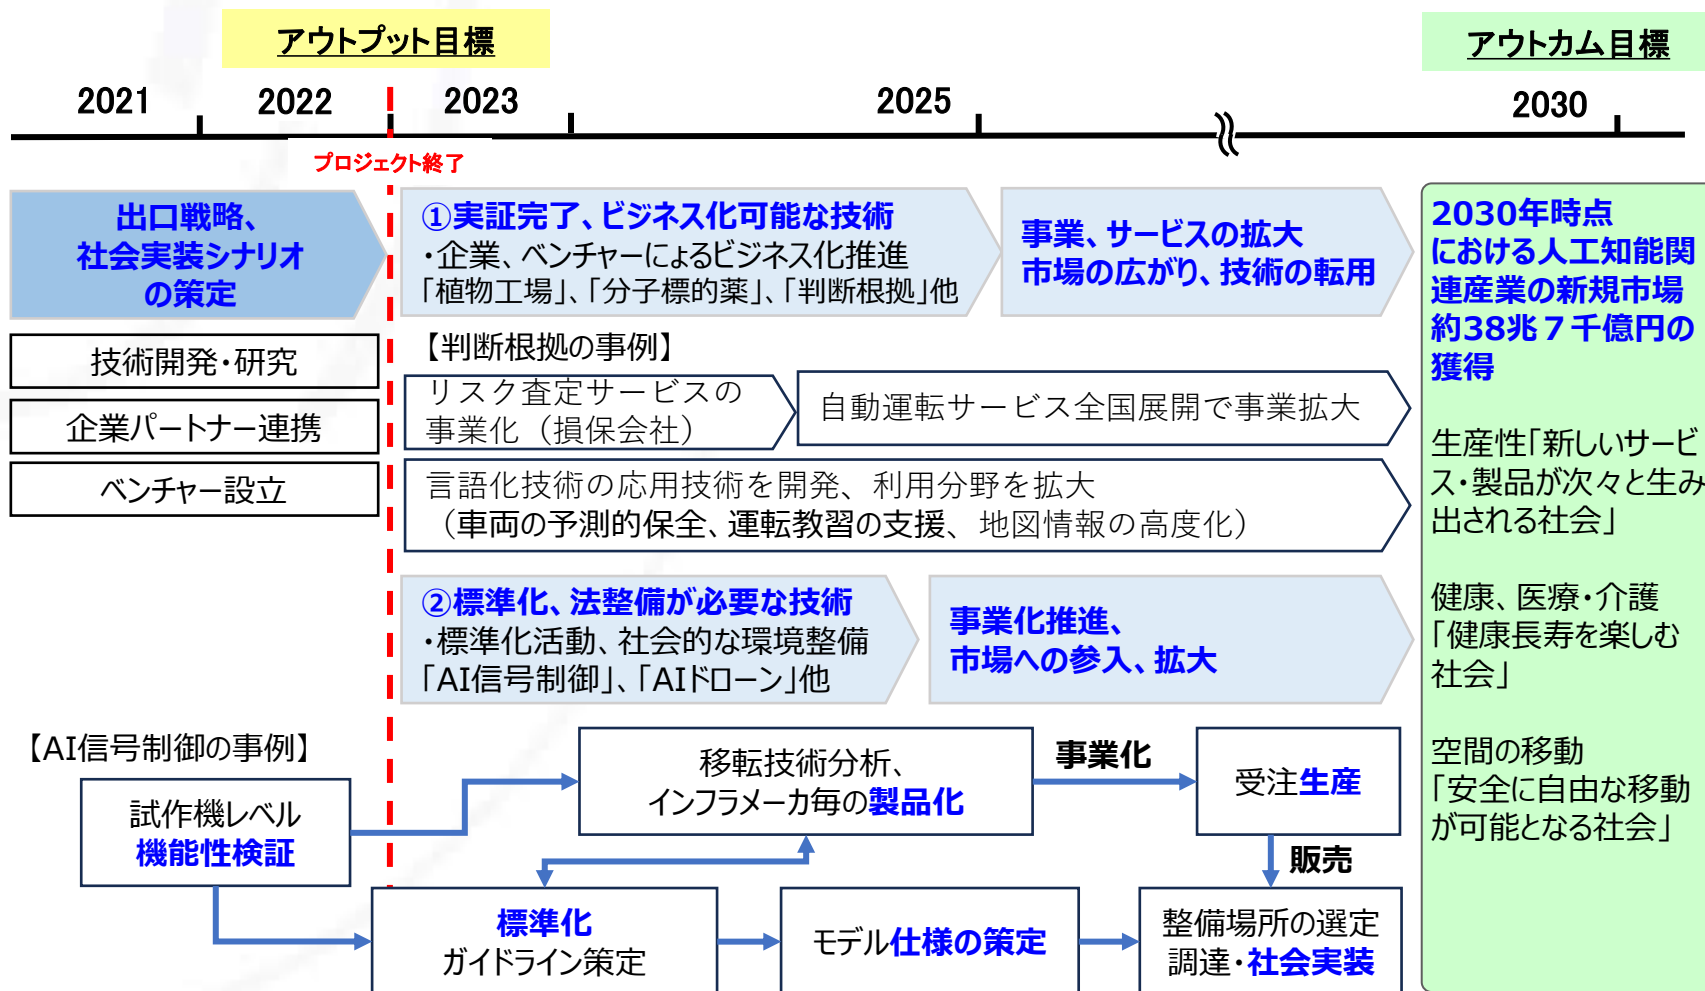 アウトプット目標
アウトカム目標
2021
2022
2023
2025
2030
プロジェクト終了
出口戦略、
社会実装シナリオ
の策定
技術開発・研究
企業パートナー連携
ベンチャー設立
①実証完了、ビジネス化可能な技術
・企業、ベンチャーによるビジネス化推進
「植物工場」、「分子標的薬」、「判断根拠」他
事業、サービスの拡大
市場の広がり、技術の転用
【判断根拠の事例】
リスク査定サービスの
事業化（損保会社）
自動運転サービス全国展開で事業拡大
言語化技術の応用技術を開発、利用分野を拡大
（車両の予測的保全、運転教習の支援、地図情報の高度化）
②標準化、法整備が必要な技術
・標準化活動、社会的な環境整備
「AI信号制御」、「AIドローン」他
事業化推進、
市場への参入、拡大
【AI信号制御の事例】
試作機レベル
機能性検証
移転技術分析、
インフラメーカ毎の製品化
事業化
受注生産
販売
標準化
ガイドライン策定
モデル仕様の策定
整備場所の選定
調達・社会実装
2030年時点
における人工知能関
連産業の新規市場
約38兆７千億円の
獲得
生産性「新しいサービ
ス・製品が次々と生み
出される社会」
健康、医療・介護
「健康長寿を楽しむ
社会」
空間の移動
「安全に自由な移動
が可能となる社会」